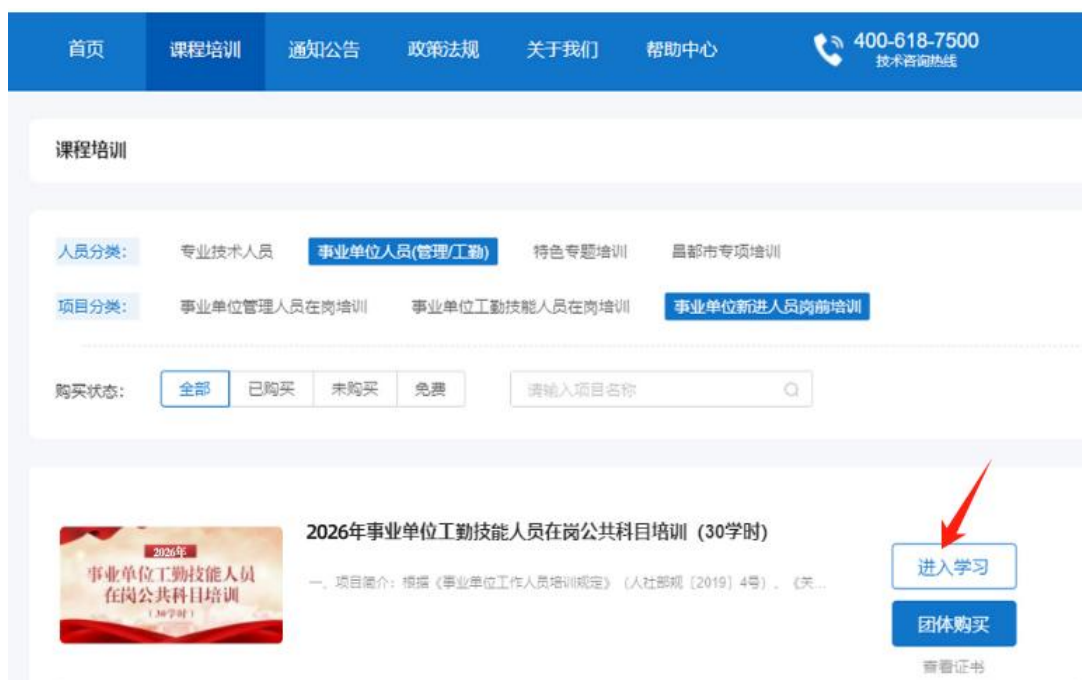 首页 课程培训 通知公告 政策法规 关于我们 帮助中心 400-618-7500
技术咨询热线
课程培训
人员分类: 专业技术人员 事业单位人员(管理/工勤) 特色专题培训 昌都市专项培训
项目分类: 事业单位管理人员在岗培训 事业单位工勤技能人员在岗培训 事业单位新进人员岗前培训
购买状态: 全部 已购买 未购买 免费 请输入项目名称
2026年事业单位工勤技能人员在岗公共科目培训（30学时）
2026年
事业单位工勤技能人员
在岗公共科目培训
（30学时）
一、项目简介：根据《事业单位工作人员培训规定》（人社部规〔2019〕4号）、《关...
进入学习
团体购买
查看证书